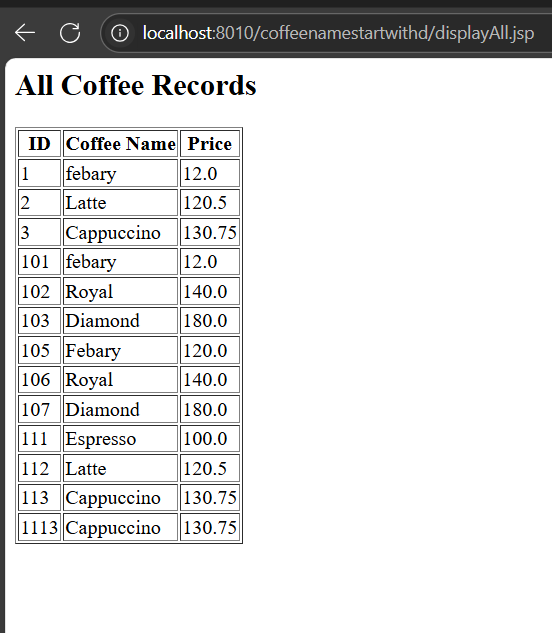 localhost:8010/coffeenamestartwithd/displayAll.jsp
All Coffee Records
ID Coffee Name Price
1 febary 12.0
2 Latte 120.5
3 Cappuccino 130.75
101 febary 12.0
102 Royal 140.0
103 Diamond 180.0
105 Febary 120.0
106 Royal 140.0
107 Diamond 180.0
111 Espresso 100.0
112 Latte 120.5
113 Cappuccino 130.75
1113 Cappuccino 130.75